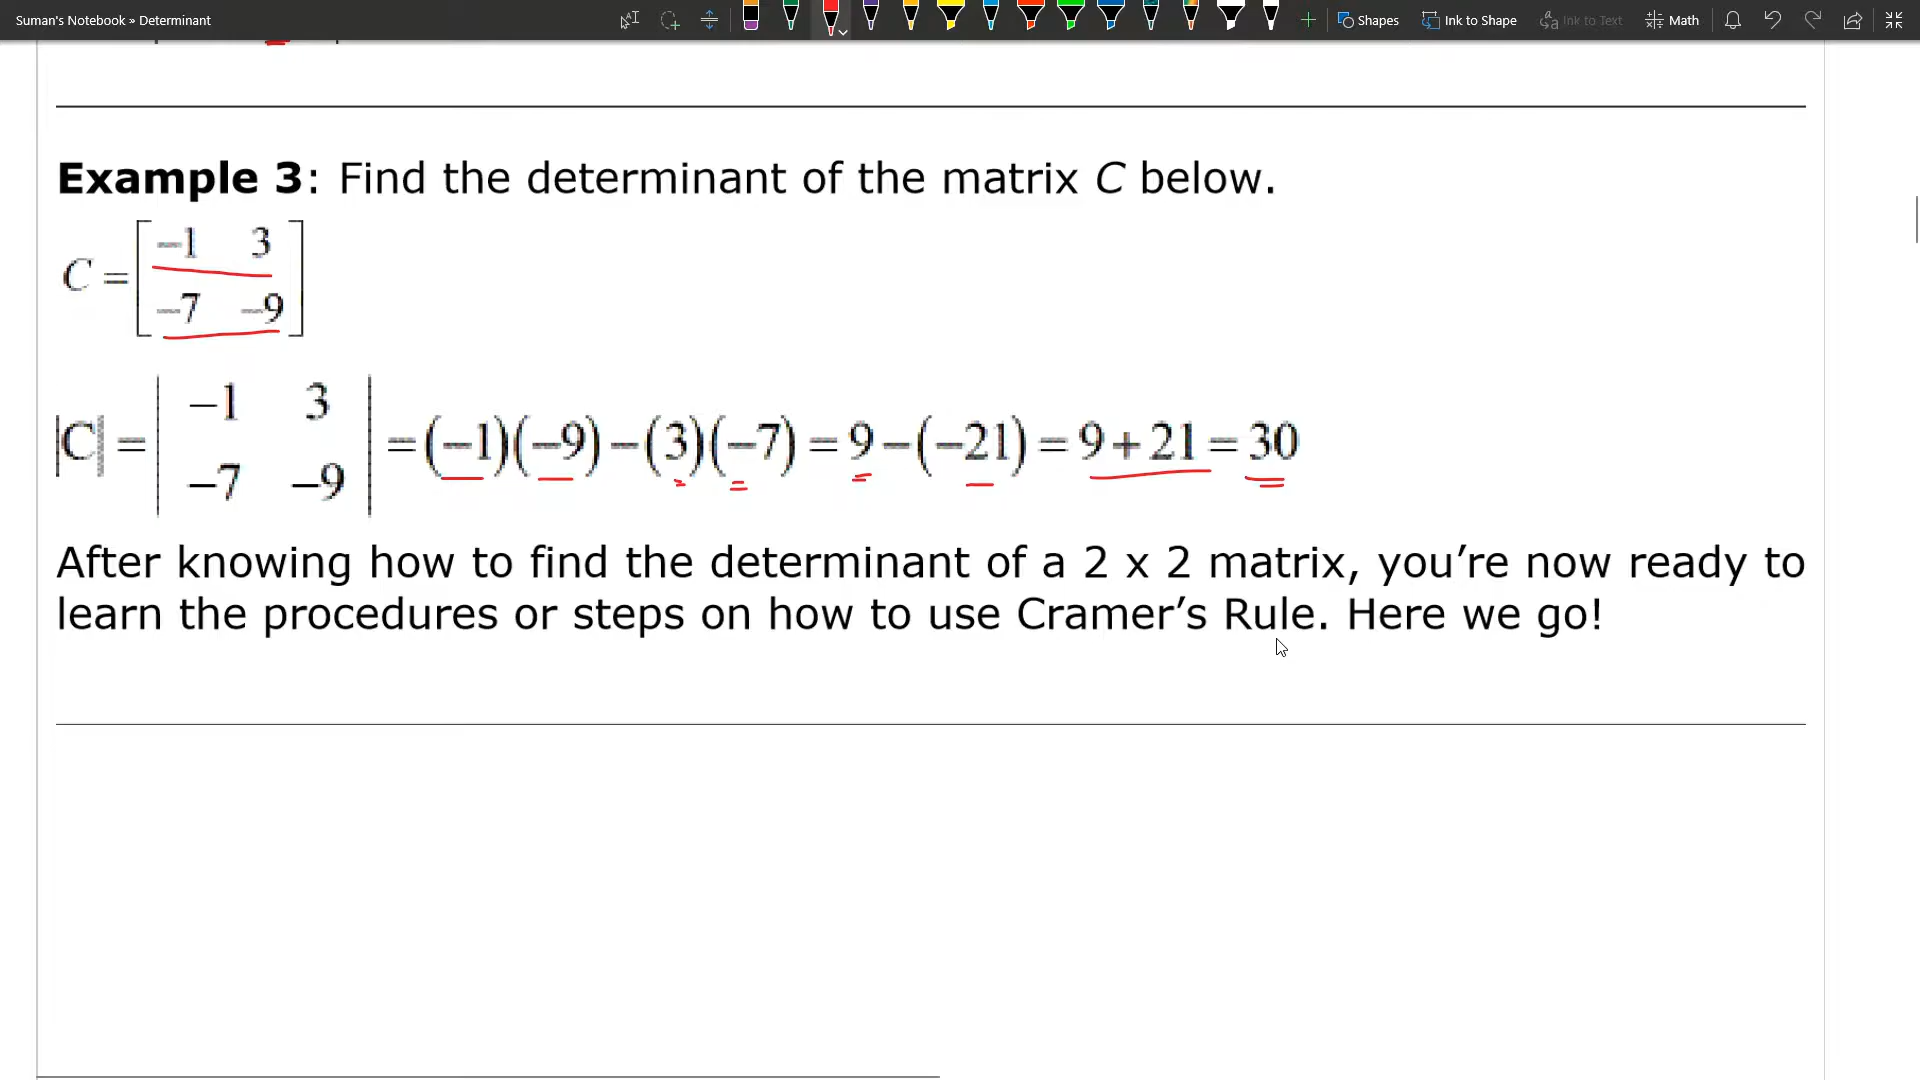 Suman's Notebook » Determinant
Shapes
Ink to Shape
Ink to Text
Math
Example 3: Find the determinant of the matrix C below.
C = [ −1 3
−7 −9 ]
|C| = | −1 3
−7 −9 | = (−1)(−9) − (3)(−7) = 9 − (−21) = 9 + 21 = 30
After knowing how to find the determinant of a 2 x 2 matrix, you’re now ready to
learn the procedures or steps on how to use Cramer’s Rule. Here we go!